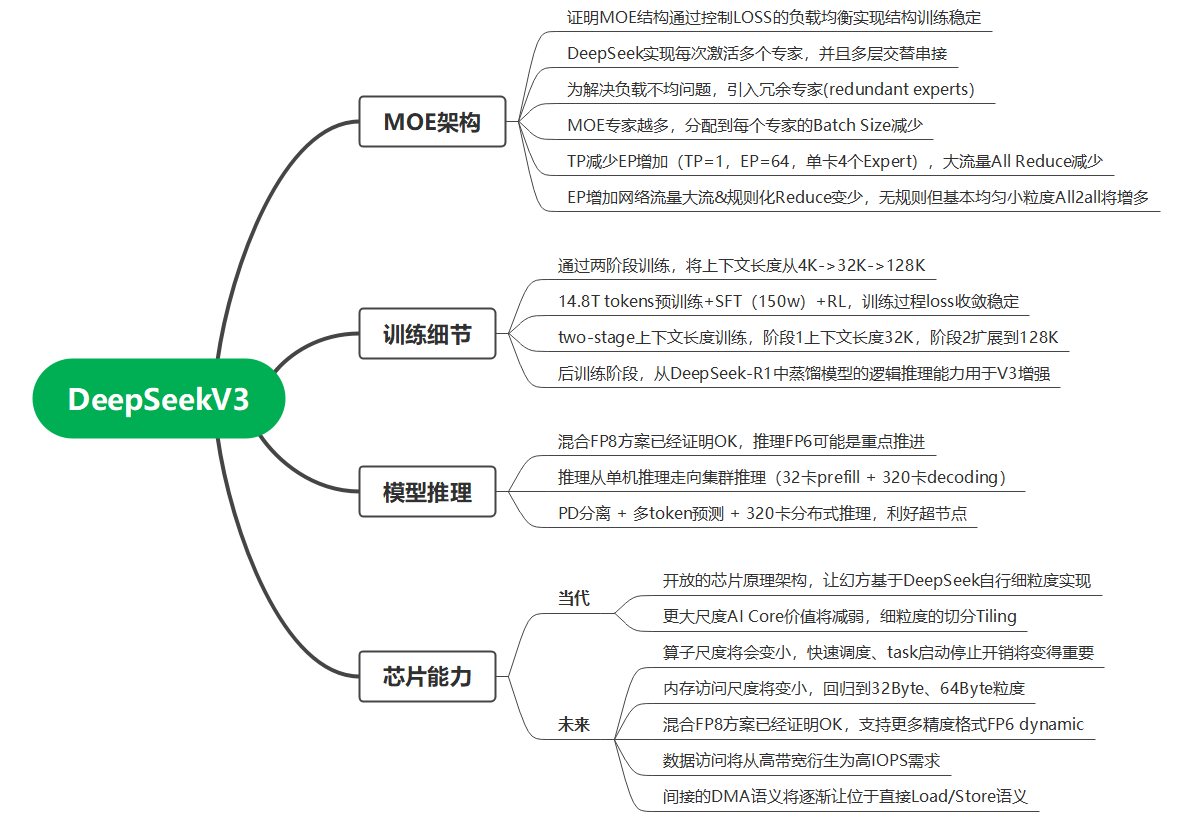 DeepSeekV3
MOE架构
证明MOE结构通过控制LOSS的负载均衡实现结构训练稳定
DeepSeek实现每次激活多个专家，并且多层交替串接
为解决负载不均问题，引入冗余专家(redundant experts)
MOE专家越多，分配到每个专家的Batch Size减少
TP减少EP增加（TP=1，EP=64，单卡4个Expert），大流量All Reduce减少
EP增加网络流量大流&规则化Reduce变少，无规则但基本均匀小粒度All2all将增多
训练细节
通过两阶段训练，将上下文长度从4K->32K->128K
14.8T tokens预训练+SFT（150w）+RL，训练过程loss收敛稳定
two-stage上下文长度训练，阶段1上下文长度32K，阶段2扩展到128K
后训练阶段，从DeepSeek-R1中蒸馏模型的逻辑推理能力用于V3增强
模型推理
混合FP8方案已经证明OK，推理FP6可能是重点推进
推理从单机推理走向集群推理（32卡prefill + 320卡decoding）
PD分离 + 多token预测 + 320卡分布式推理，利好超节点
芯片能力
当代
开放的芯片原理架构，让幻方基于DeepSeek自行细粒度实现
更大尺度AI Core价值将减弱，细粒度的切分Tiling
未来
算子尺度将会变小，快速调度、task启动停止开销将变得重要
内存访问尺度将变小，回归到32Byte、64Byte粒度
混合FP8方案已经证明OK，支持更多精度格式FP6 dynamic
数据访问将从高带宽衍生为高IOPS需求
间接的DMA语义将逐渐让位于直接Load/Store语义